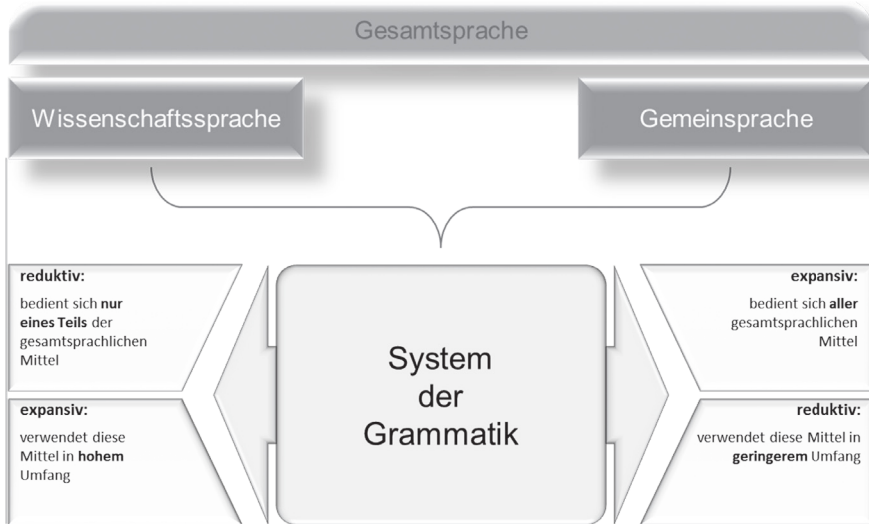 Gesamtsprache
Wissenschaftssprache
Gemeinsprache
reduktiv:
bedient sich nur
eines Teils der
gesamtsprachlichen
Mittel
expansiv:
verwendet diese
Mittel in hohem
Umfang
System
der
Grammatik
expansiv:
bedient sich aller
gesamtsprachlichen
Mittel
reduktiv:
verwendet diese Mittel in
geringerem Umfang